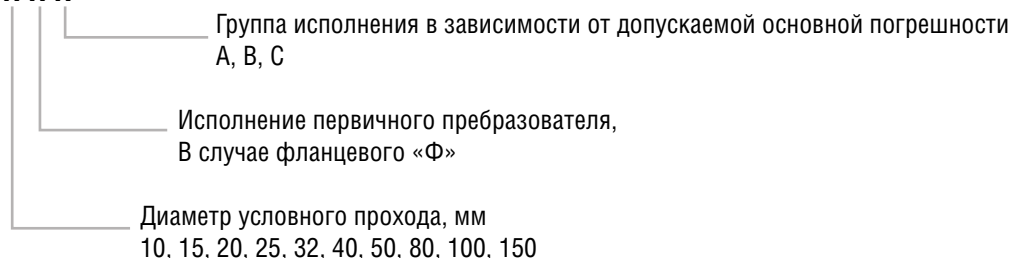 Группа исполнения в зависимости от допускаемой основной погрешности
А, В, С
Исполнение первичного пребразователя,
В случае фланцевого «Ф»
Диаметр условного прохода, мм
10, 15, 20, 25, 32, 40, 50, 80, 100, 150